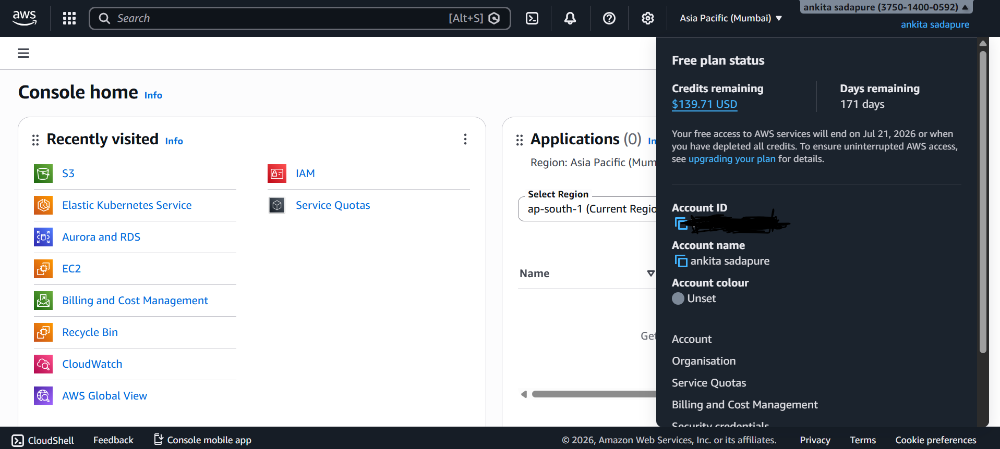 aws
Search [Alt+S]
Asia Pacific (Mumbai)
ankita sadapure (3750-1400-0592)
ankita sadapure
Console home Info
Recently visited Info
S3
Elastic Kubernetes Service
Aurora and RDS
EC2
Billing and Cost Management
Recycle Bin
CloudWatch
AWS Global View
IAM
Service Quotas
Applications (0) In
Region: Asia Pacific (Mum
Select Region
ap-south-1 (Current Regio
Name
Get
Free plan status
Credits remaining
$139.71 USD
Days remaining
171 days
Your free access to AWS services will end on Jul 21, 2026 or when
you have depleted all credits. To ensure uninterrupted AWS access,
see upgrading your plan for details.
Account ID
Account name
ankita sadapure
Account colour
Unset
Account
Organisation
Service Quotas
Billing and Cost Management
Security credentials
CloudShell
Feedback
Console mobile app
© 2026, Amazon Web Services, Inc. or its affiliates.
Privacy
Terms
Cookie preferences